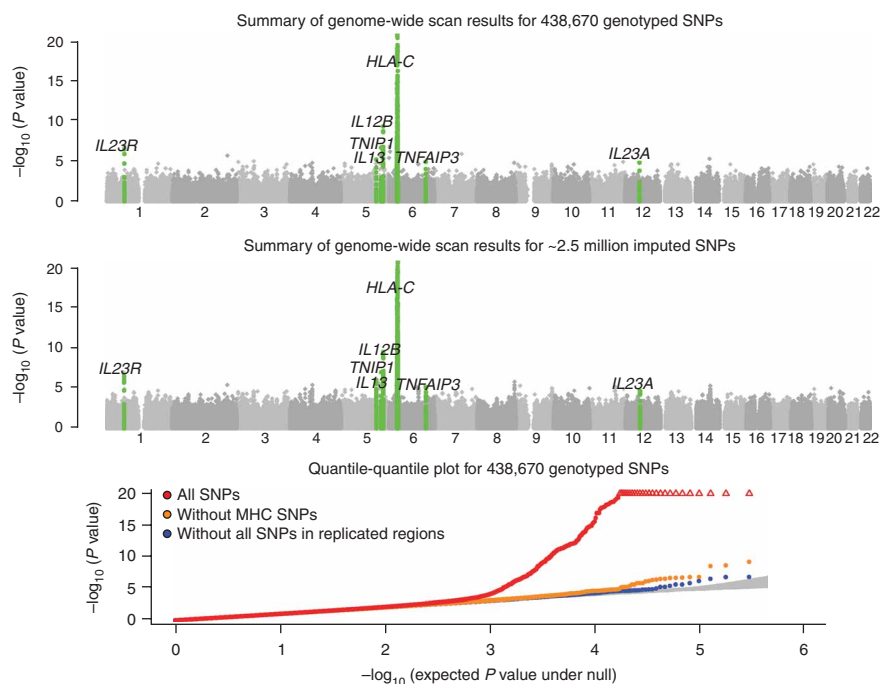 Summary of genome-wide scan results for 438,670 genotyped SNPs
20
15
10
5
0
–log10 (P value)
IL23R
HLA-C
IL12B
TNIP1
IL13
TNFAIP3
IL23A
1 2 3 4 5 6 7 8 9 10 11 12 13 14 15 16 17 18 19 20 21 22
Summary of genome-wide scan results for ~2.5 million imputed SNPs
20
15
10
5
0
–log10 (P value)
IL23R
HLA-C
IL12B
TNIP1
IL13
TNFAIP3
IL23A
1 2 3 4 5 6 7 8 9 10 11 12 13 14 15 16 17 18 19 20 21 22
Quantile-quantile plot for 438,670 genotyped SNPs
20
15
10
5
0
–log10 (P value)
All SNPs
Without MHC SNPs
Without all SNPs in replicated regions
0 1 2 3 4 5 6
–log10 (expected P value under null)